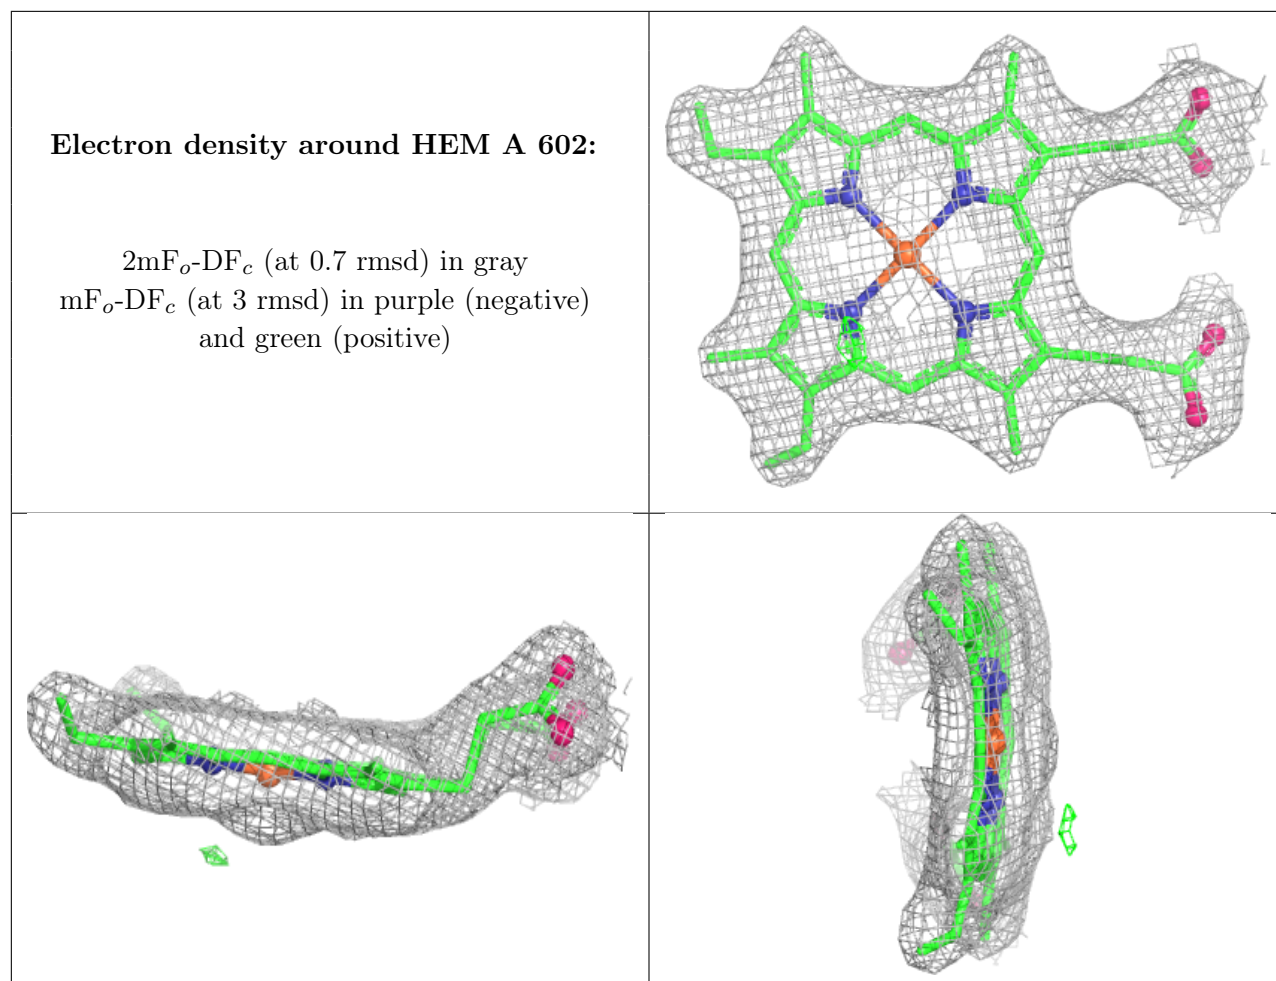 Electron density around HEM A 602:
2mFₒ-DF𝒸 (at 0.7 rmsd) in gray
mFₒ-DF𝒸 (at 3 rmsd) in purple (negative)
and green (positive)